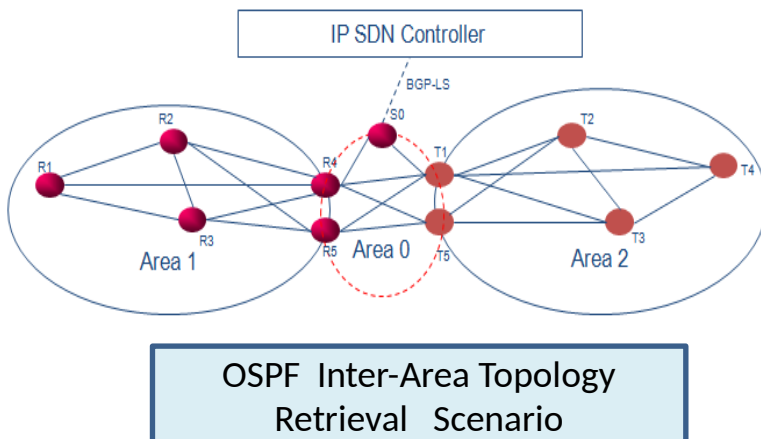 IP SDN Controller
BGP-LS
S0
R2
T2
R4
T1
R1
T4
R3
R5
T5
T3
Area 1
Area 0
Area 2
OSPF Inter-Area Topology
Retrieval Scenario